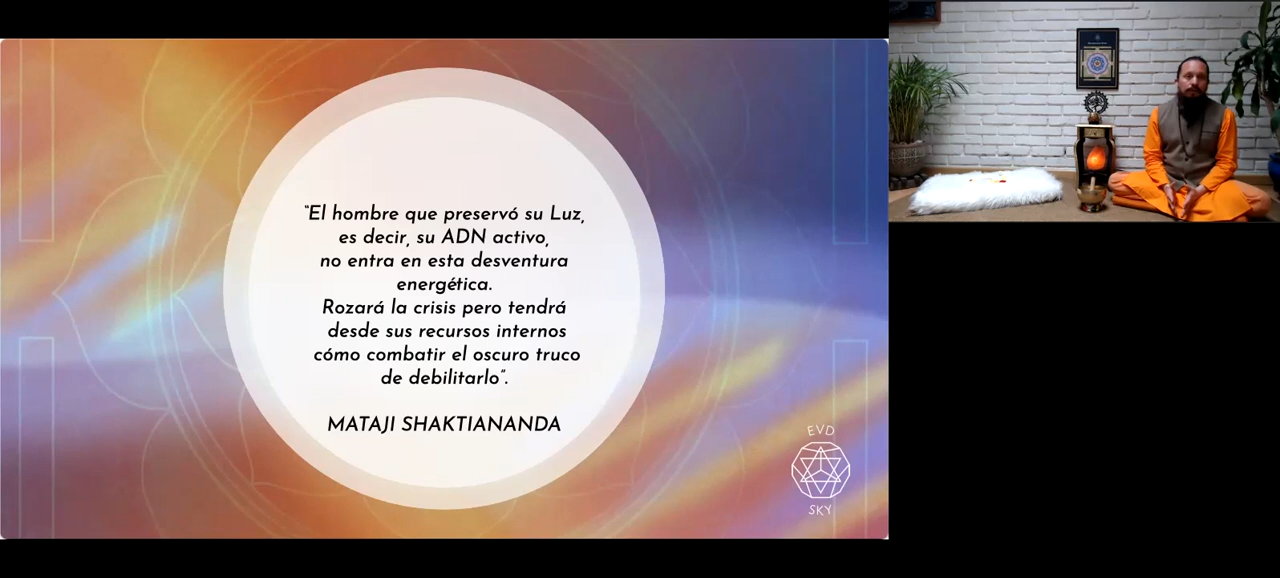 “El hombre que preservó su Luz,
es decir, su ADN activo,
no entra en esta desventura
energética.
Rozará la crisis pero tendrá
desde sus recursos internos
cómo combatir el oscuro truco
de debilitarlo”.
MATAJI SHAKTIANANDA
EVD
SKY